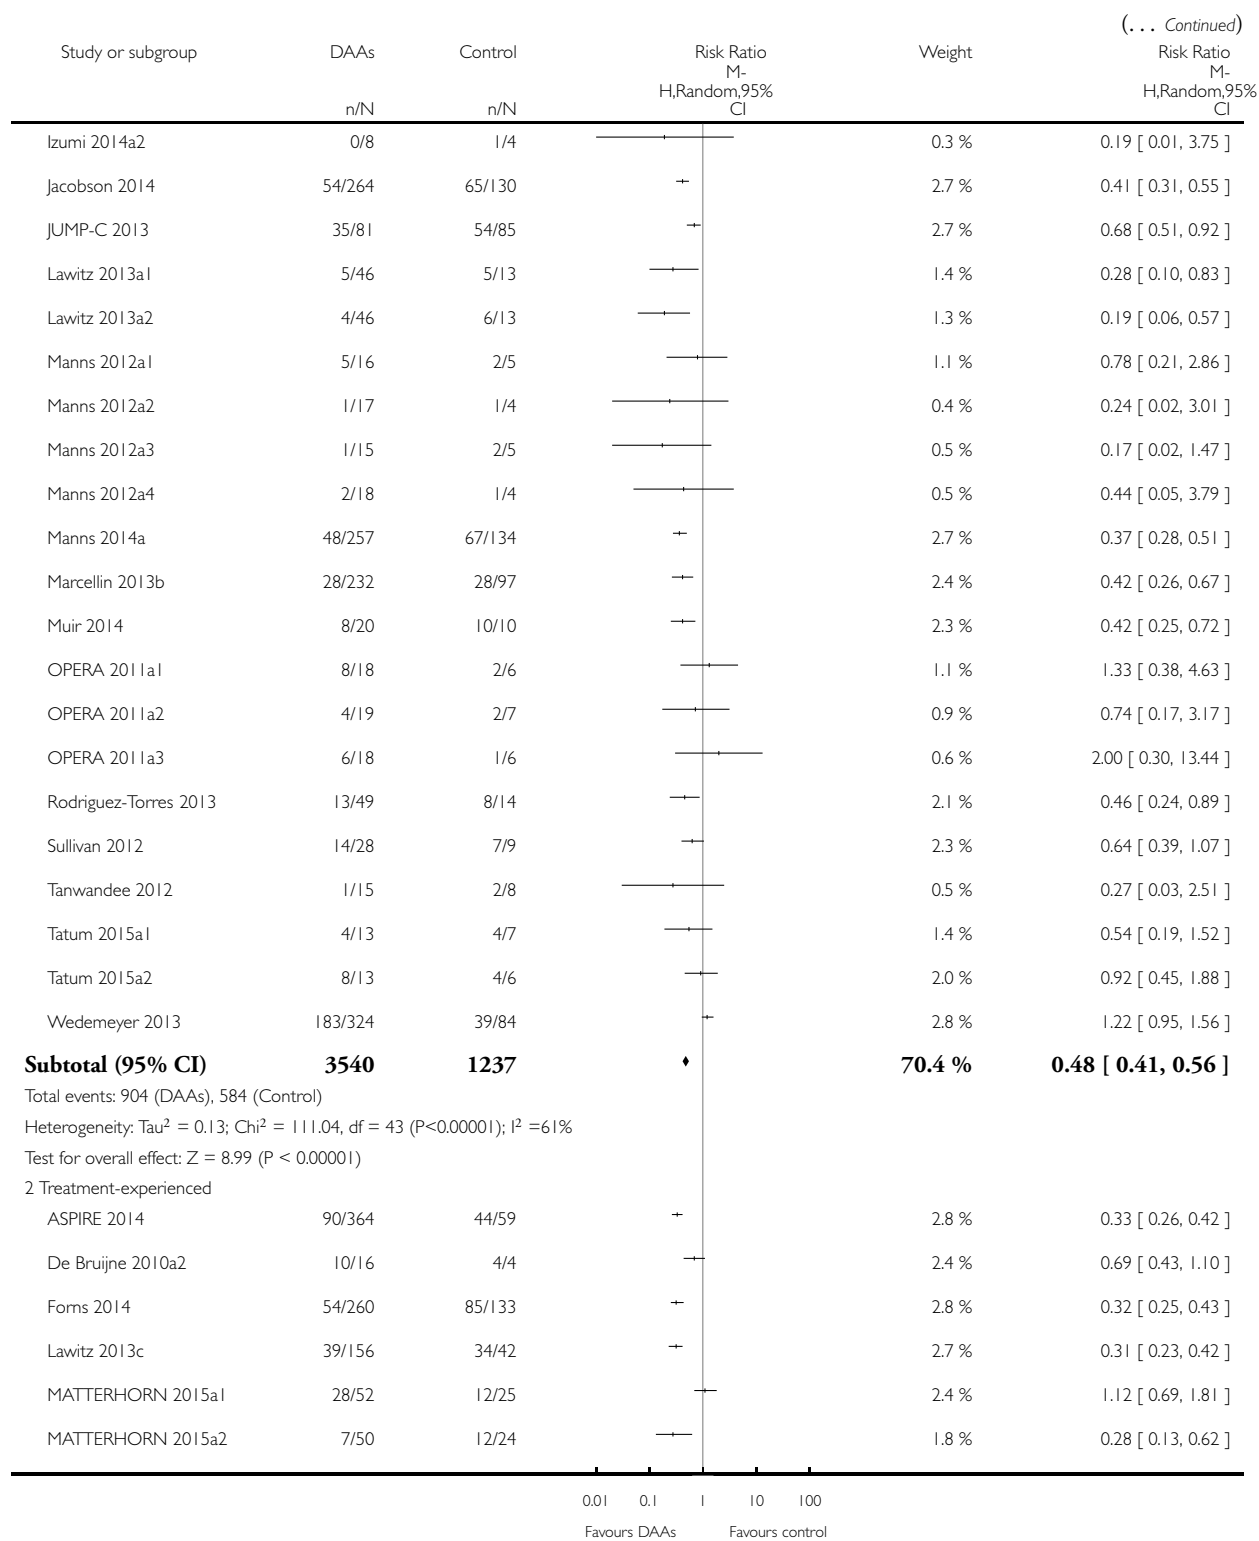 (. . . Continued)
Study or subgroup DAAs Control Risk Ratio Weight Risk Ratio
M- M-
H,Random,95% H,Random,95%
n/N n/N CI CI
Izumi 2014a2 0/8 1/4 0.3 % 0.19 [ 0.01, 3.75 ]
Jacobson 2014 54/264 65/130 2.7 % 0.41 [ 0.31, 0.55 ]
JUMP-C 2013 35/81 54/85 2.7 % 0.68 [ 0.51, 0.92 ]
Lawitz 2013a1 5/46 5/13 1.4 % 0.28 [ 0.10, 0.83 ]
Lawitz 2013a2 4/46 6/13 1.3 % 0.19 [ 0.06, 0.57 ]
Manns 2012a1 5/16 2/5 1.1 % 0.78 [ 0.21, 2.86 ]
Manns 2012a2 1/17 1/4 0.4 % 0.24 [ 0.02, 3.01 ]
Manns 2012a3 1/15 2/5 0.5 % 0.17 [ 0.02, 1.47 ]
Manns 2012a4 2/18 1/4 0.5 % 0.44 [ 0.05, 3.79 ]
Manns 2014a 48/257 67/134 2.7 % 0.37 [ 0.28, 0.51 ]
Marcellin 2013b 28/232 28/97 2.4 % 0.42 [ 0.26, 0.67 ]
Muir 2014 8/20 10/10 2.3 % 0.42 [ 0.25, 0.72 ]
OPERA 2011a1 8/18 2/6 1.1 % 1.33 [ 0.38, 4.63 ]
OPERA 2011a2 4/19 2/7 0.9 % 0.74 [ 0.17, 3.17 ]
OPERA 2011a3 6/18 1/6 0.6 % 2.00 [ 0.30, 13.44 ]
Rodriguez-Torres 2013 13/49 8/14 2.1 % 0.46 [ 0.24, 0.89 ]
Sullivan 2012 14/28 7/9 2.3 % 0.64 [ 0.39, 1.07 ]
Tanwandee 2012 1/15 2/8 0.5 % 0.27 [ 0.03, 2.51 ]
Tatum 2015a1 4/13 4/7 1.4 % 0.54 [ 0.19, 1.52 ]
Tatum 2015a2 8/13 4/6 2.0 % 0.92 [ 0.45, 1.88 ]
Wedemeyer 2013 183/324 39/84 2.8 % 1.22 [ 0.95, 1.56 ]
Subtotal (95% CI) 3540 1237 70.4 % 0.48 [ 0.41, 0.56 ]
Total events: 904 (DAAs), 584 (Control)
Heterogeneity: Tau² = 0.13; Chi² = 111.04, df = 43 (P<0.00001); I² =61%
Test for overall effect: Z = 8.99 (P < 0.00001)
2 Treatment-experienced
ASPIRE 2014 90/364 44/59 2.8 % 0.33 [ 0.26, 0.42 ]
De Bruijne 2010a2 10/16 4/4 2.4 % 0.69 [ 0.43, 1.10 ]
Forns 2014 54/260 85/133 2.8 % 0.32 [ 0.25, 0.43 ]
Lawitz 2013c 39/156 34/42 2.7 % 0.31 [ 0.23, 0.42 ]
MATTERHORN 2015a1 28/52 12/25 2.4 % 1.12 [ 0.69, 1.81 ]
MATTERHORN 2015a2 7/50 12/24 1.8 % 0.28 [ 0.13, 0.62 ]
0.01 0.1 1 10 100
Favours DAAs Favours control